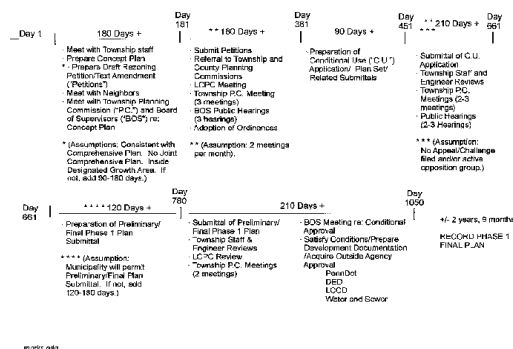 Day 1
180 Days +
Day
181
** 180 Days +
Day
361
90 Days +
Day
451
** 210 Days +
***
Day
661
· Meet with Township staff
· Prepare Concept Plan
* · Prepare Draft Rezoning
Petition/Text Amendment
("Petitions")
· Meet with Neighbors
· Meet with Township Planning
Commission ("P.C.") and Board
of Supervisors ("BOS") re:
Concept Plan
* (Assumptions: Consistent with
Comprehensive Plan. No Joint
Comprehensive Plan. Inside
Designated Growth Area. If
not, add 90-180 days.)
· Submit Petitions
· Referral to Township and
County Planning
Commissions
· LCPC Meeting
· Township P.C. Meeting
(3 meetings)
· BOS Public Hearings
(3 hearings)
· Adoption of Ordinances
** (Assumption: 2 meetings
per month).
· Preparation of
Conditional Use ("C.U.")
Application/ Plan Set/
Related Submittals
· Submittal of C.U.
Application
· Township Staff and
Engineer Reviews
· Township P.C.
Meetings (2-3
meetings)
· Public Hearings
(2-3 Hearings)
*** (Assumption:
No Appeal/Challenge
filed and/or active
opposition group.)
Day
661
**** 120 Days +
Day
780
210 Days +
Day
1050
· Preparation of Preliminary/
Final Phase 1 Plan
Submittal
**** (Assumption:
Municipality will permit
Preliminary/Final Plan
Submittal. If not, add
120-180 days.)
· Submittal of Preliminary/
Final Phase 1 Plan
· Township Staff &
Engineer Reviews
· LCPC Review
· Township P.C. Meetings
(2 meetings)
· BOS Meeting re: Conditional
Approval
· Satisfy Conditions/Prepare
Development Documentation
/Acquire Outside Agency
Approval
PennDot
DED
LCCD
Water and Sewer
+/- 2 years, 9 months
RECORD PHASE 1
FINAL PLAN